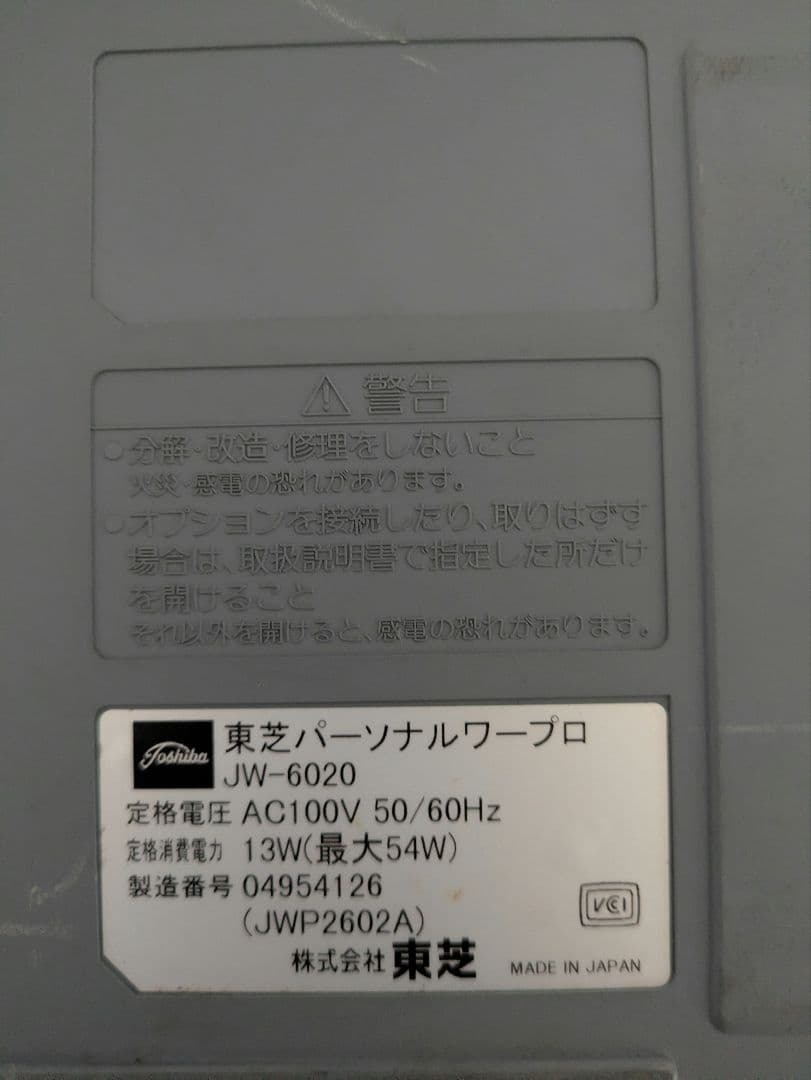 警告
●分解・改造・修理をしないこと
火災・感電の恐れがあります。
●オプションを接続したり、取りはずす
場合は、取扱説明書で指定した所だけ
を開けること
それ以外を開けると、感電の恐れがあります。
Toshiba 東芝パーソナルワープロ
JW-6020
定格電圧 AC100V 50/60Hz
定格消費電力 13W(最大54W)
製造番号 04954126
(JWP2602A)
VCI
株式会社 東芝 MADE IN JAPAN